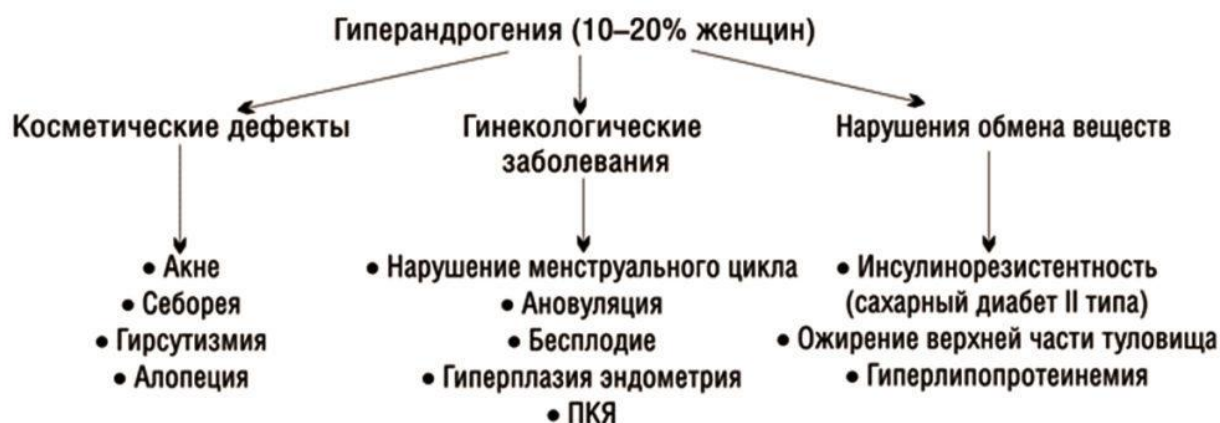 Гиперандрогения (10–20% женщин)
Косметические дефекты
Гинекологические
заболевания
Нарушения обмена веществ
• Акне
• Себорея
• Гирсутизмия
• Алопеция
• Нарушение менструального цикла
• Ановуляция
• Бесплодие
• Гиперплазия эндометрия
• ПКЯ
• Инсулинорезистентность
(сахарный диабет II типа)
• Ожирение верхней части туловища
• Гиперлипопротеинемия